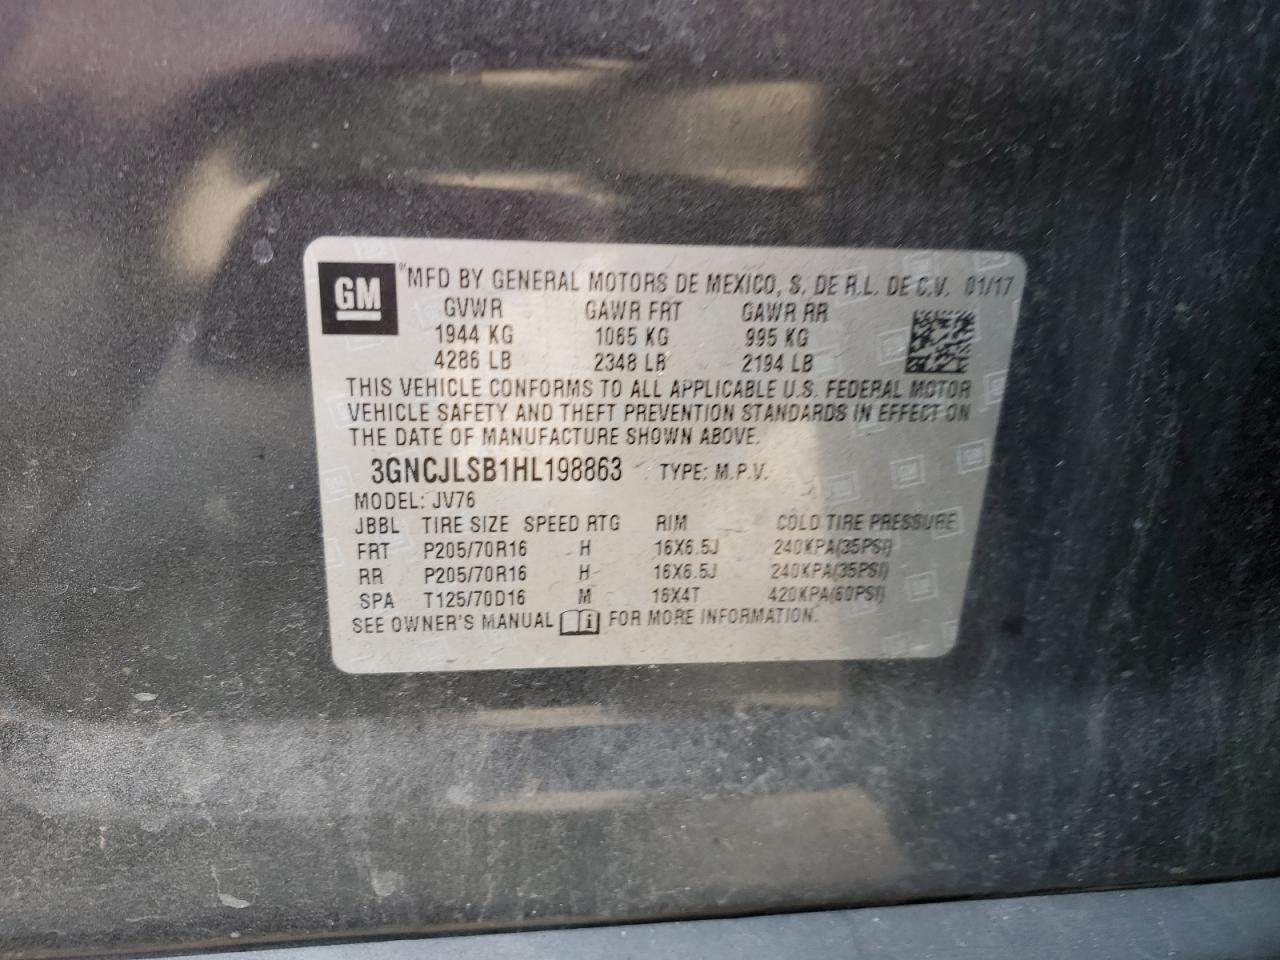 GM
"MFD BY GENERAL MOTORS DE MEXICO, S. DE R.L. DE C.V. 01/17
GVWR GAWR FRT GAWR RR
1944 KG 1065 KG 995 KG
4286 LB 2348 LB 2194 LB
THIS VEHICLE CONFORMS TO ALL APPLICABLE U.S. FEDERAL MOTOR
VEHICLE SAFETY AND THEFT PREVENTION STANDARDS IN EFFECT ON
THE DATE OF MANUFACTURE SHOWN ABOVE.
3GNCJLSB1HL198863 TYPE: M.P.V.
MODEL: JV76
JBBL TIRE SIZE SPEED RTG RIM COLD TIRE PRESSURE
FRT P205/70R16 H 16X6.5J 240KPA(35PSI)
RR P205/70R16 H 16X6.5J 240KPA(35PSI)
SPA T125/70D16 M 16X4T 420KPA(60PSI)
SEE OWNER'S MANUAL i FOR MORE INFORMATION.